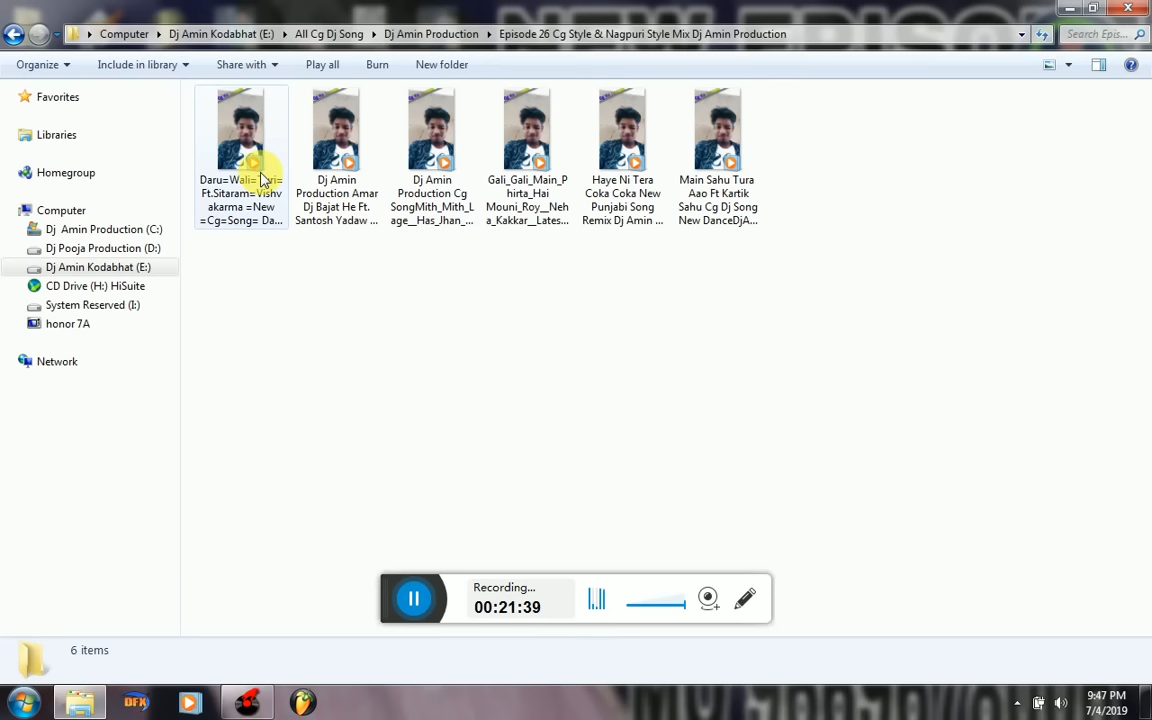 Computer Dj Amin Kodabhat (E:) All Cg Dj Song Dj Amin Production Episode 26 Cg Style & Nagpuri Style Mix Dj Amin Production Search Epis...
Organize Include in library Share with Play all Burn New folder
Favorites
Libraries
Homegroup
Computer
Dj Amin Production (C:)
Dj Pooja Production (D:)
Dj Amin Kodabhat (E:)
CD Drive (H:) HiSuite
System Reserved (I:)
honor 7A
Network
Ft.Sitaram=Vishv
akarma =New
=Cg=Song= Da...
Dj Amin
Production Amar
Dj Bajat He Ft.
Santosh Yadaw ...
Dj Amin
Production Cg
SongMith_Mith_L
age__Has_Jhan_...
Gali_Gali_Main_P
hirta_Hai
Mouni_Roy__Neh
a_Kakkar_Lates...
Haye Ni Tera
Coka Coka New
Punjabi Song
Remix Dj Amin ...
Main Sahu Tura
Aao Ft Kartik
Sahu Cg Dj Song
New DanceDjA...
Recording...
00:21:39
6 items
DFX
9:47 PM
7/4/2019